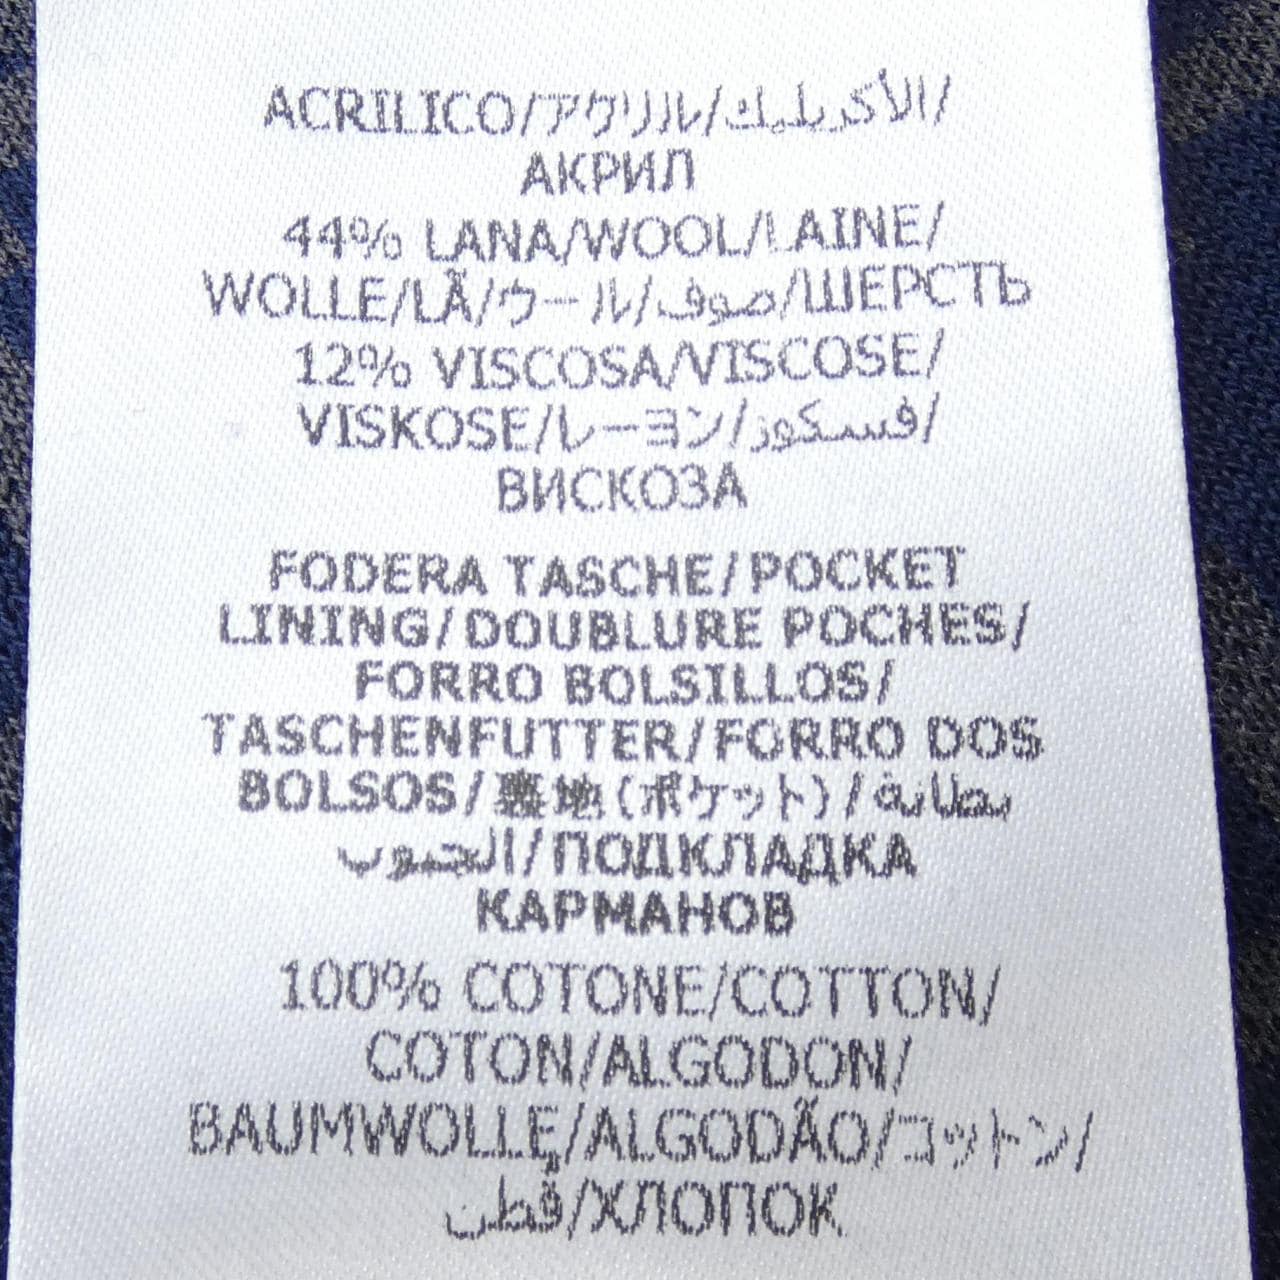 ACRILICO/アクリル/الأكريليك/
АКРИЛ
44% LANA/WOOL/LAINE/
WOLLE/LÃ/ウール/صوف/ШЕРСТЬ
12% VISCOSA/VISCOSE/
VISKOSE/レーヨン/فسكوز/
ВИСКОЗА
FODERA TASCHE/POCKET
LINING/DOUBLURE POCHES/
FORRO BOLSILLOS/
TASCHENFUTTER/FORRO DOS
BOLSOS/裏地(ポケット)/بطانة
الجيوب/ПОДКЛАДКА
КАРМАНОВ
100% COTONE/COTTON/
COTON/ALGODON/
BAUMWOLLE/ALGODÃO/コットン/
قطن/ХЛОПОК